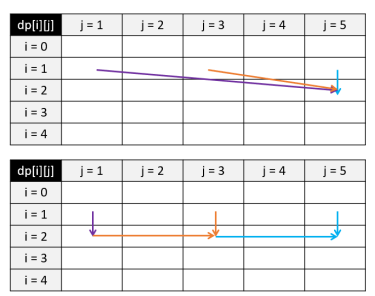 dp[i][j] j = 1 j = 2 j = 3 j = 4 j = 5
i = 0
i = 1
i = 2
i = 3
i = 4
dp[i][j] j = 1 j = 2 j = 3 j = 4 j = 5
i = 0
i = 1
i = 2
i = 3
i = 4